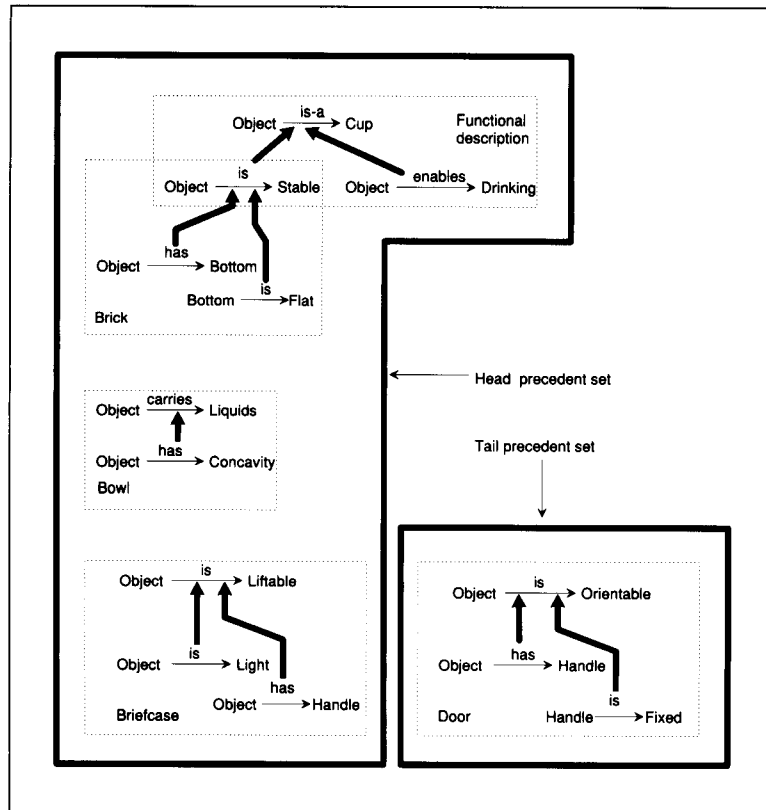 is-a
Object Cup
Functional
description
is
Object Stable
enables
Object Drinking
has
Object Bottom
is
Bottom Flat
Brick
carries
Object Liquids
has
Object Concavity
Bowl
Head precedent set
Tail precedent set
is
Object Liftable
is
Object Light
has
Object Handle
Briefcase
is
Object Orientable
has
Object Handle
is
Handle Fixed
Door